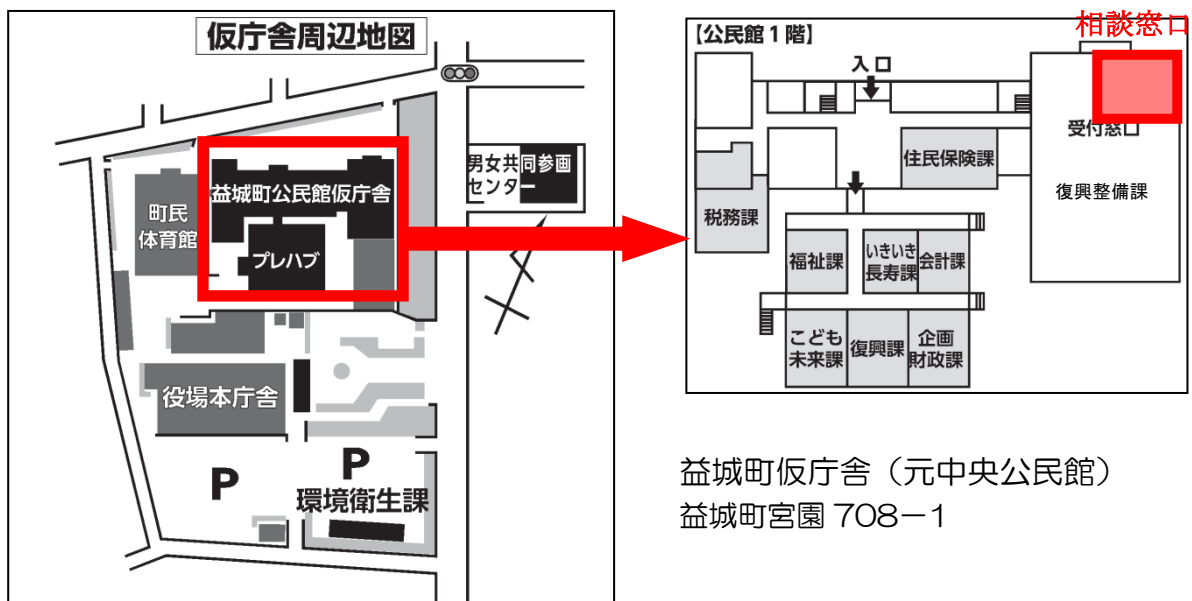 仮庁舎周辺地図
男女共同参画
センター
益城町公民館仮庁舎
町民
体育館
プレハブ
役場本庁舎
P
P
環境衛生課
相談窓口
【公民館1階】
入口
受付窓口
住民保険課
復興整備課
税務課
福祉課
いきいき
長寿課
会計課
こども
未来課
復興課
企画
財政課
益城町仮庁舎（元中央公民館）
益城町宮園 708－1